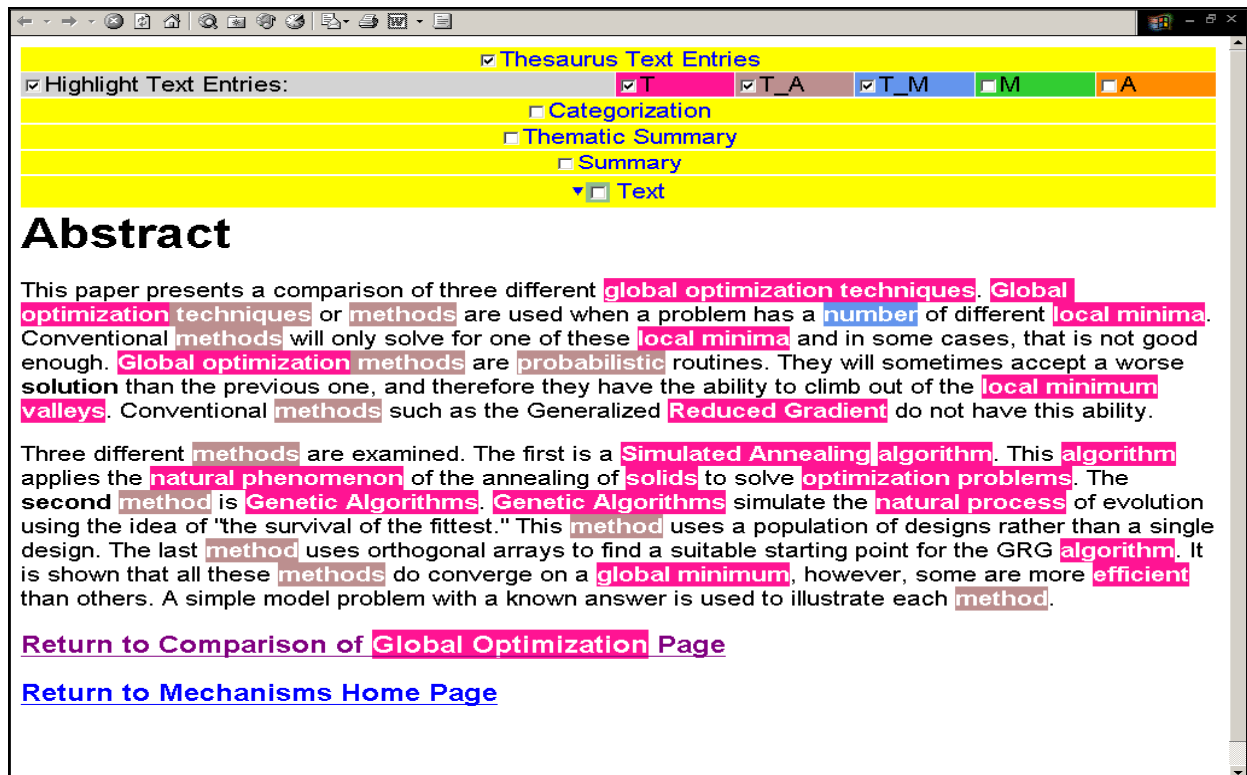 Thesaurus Text Entries
Highlight Text Entries: T T_A T_M M A
Categorization
Thematic Summary
Summary
Text
Abstract
This paper presents a comparison of three different global optimization techniques. Global
optimization techniques or methods are used when a problem has a number of different local minima.
Conventional methods will only solve for one of these local minima and in some cases, that is not good
enough. Global optimization methods are probabilistic routines. They will sometimes accept a worse
solution than the previous one, and therefore they have the ability to climb out of the local minimum
valleys. Conventional methods such as the Generalized Reduced Gradient do not have this ability.
Three different methods are examined. The first is a Simulated Annealing algorithm. This algorithm
applies the natural phenomenon of the annealing of solids to solve optimization problems. The
second method is Genetic Algorithms. Genetic Algorithms simulate the natural process of evolution
using the idea of "the survival of the fittest." This method uses a population of designs rather than a single
design. The last method uses orthogonal arrays to find a suitable starting point for the GRG algorithm. It
is shown that all these methods do converge on a global minimum, however, some are more efficient
than others. A simple model problem with a known answer is used to illustrate each method.
Return to Comparison of Global Optimization Page
Return to Mechanisms Home Page